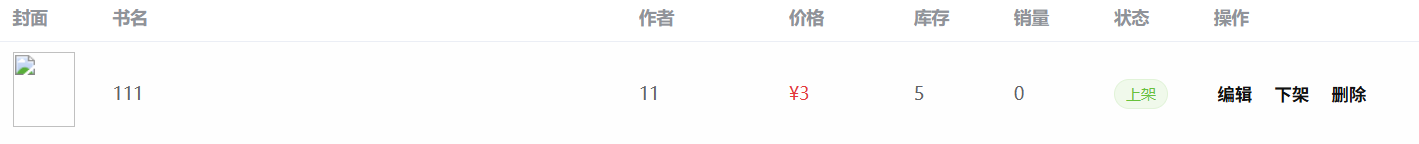 封面 书名 作者 价格 库存 销量 状态 操作
111 11 ¥3 5 0 上架 编辑 下架 删除